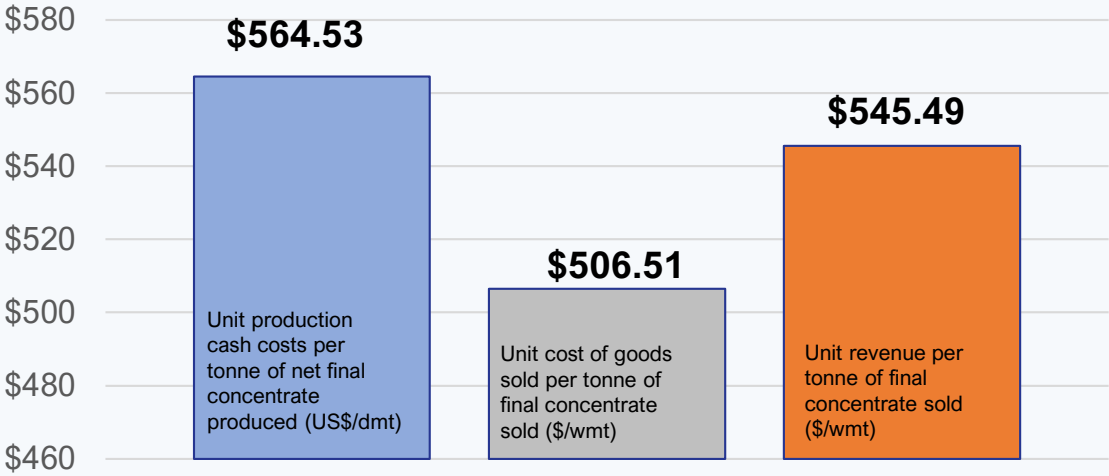 $580
$560
$540
$520
$500
$480
$460
$564.53
Unit production
cash costs per
tonne of net final
concentrate
produced (US$/dmt)
$506.51
Unit cost of goods
sold per tonne of
final concentrate
sold ($/wmt)
$545.49
Unit revenue per
tonne of final
concentrate sold
($/wmt)